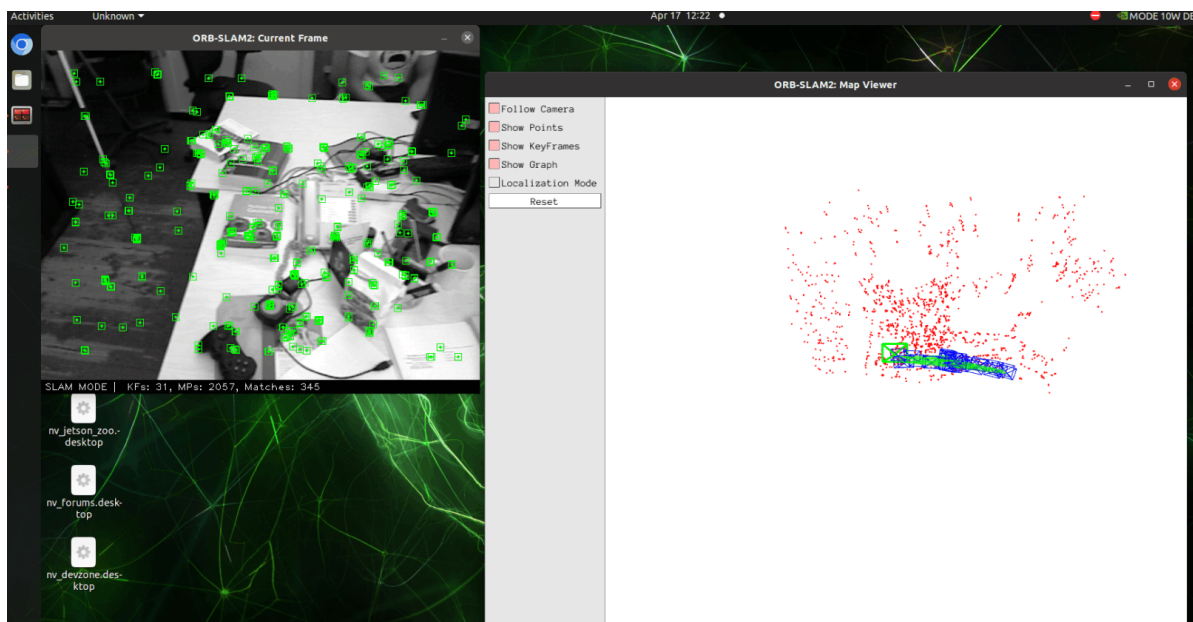 Activities Unknown Apr 17 12:22 MODE 10W DE
ORB-SLAM2: Current Frame
ORB-SLAM2: Map Viewer
Follow Camera
Show Points
Show KeyFrames
Show Graph
Localization Mode
Reset
SLAM MODE | KFs: 31, MPs: 2057, Matches: 345
nv_jetson_zoo.-
desktop
nv_forums.desk-
top
nv_devzone.des-
ktop